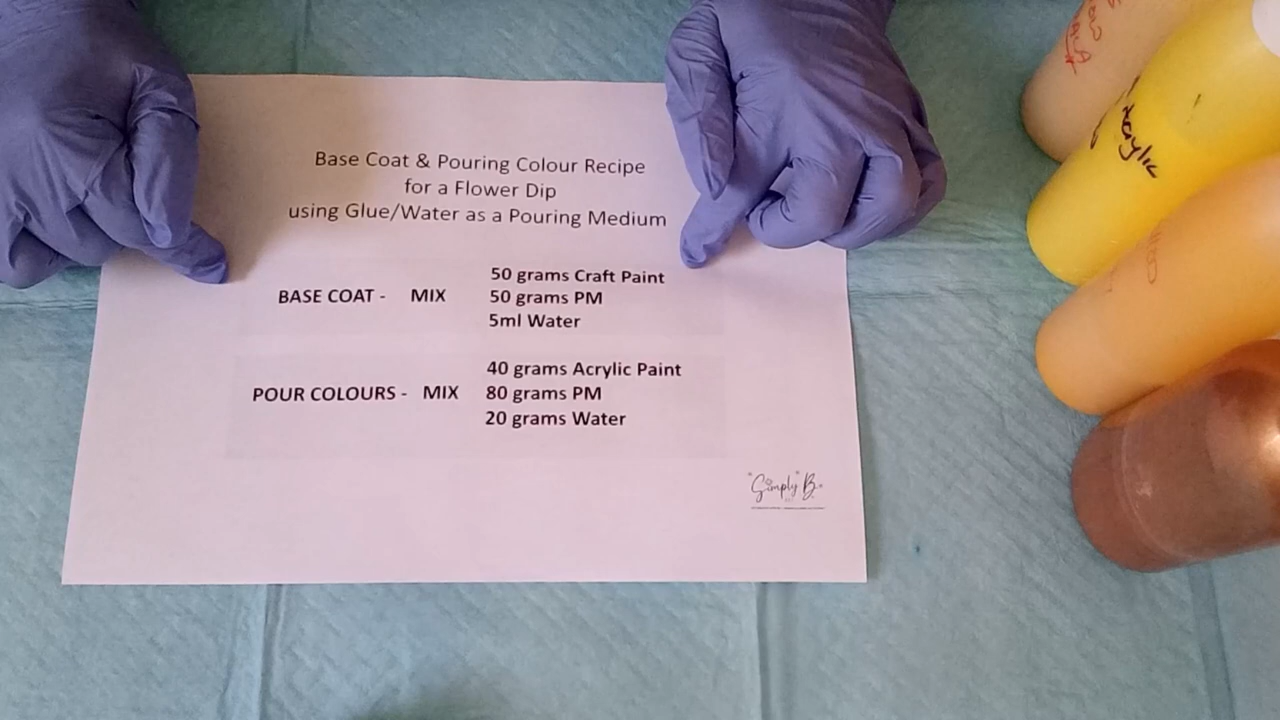 Base Coat & Pouring Colour Recipe
for a Flower Dip
using Glue/Water as a Pouring Medium
BASE COAT - MIX
50 grams Craft Paint
50 grams PM
5ml Water
POUR COLOURS - MIX
40 grams Acrylic Paint
80 grams PM
20 grams Water
"Simply B"
Acrylic